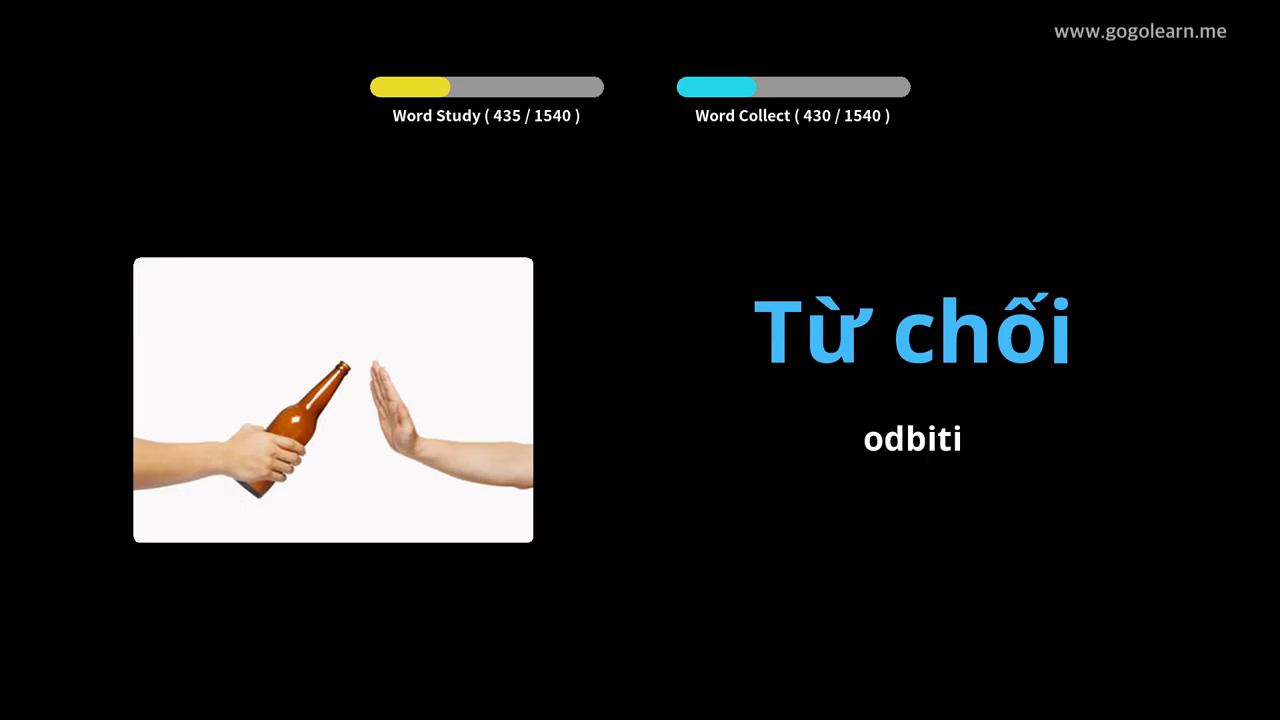 www.gogolearn.me
Word Study ( 435 / 1540 )
Word Collect ( 430 / 1540 )
Từ chối
odbiti